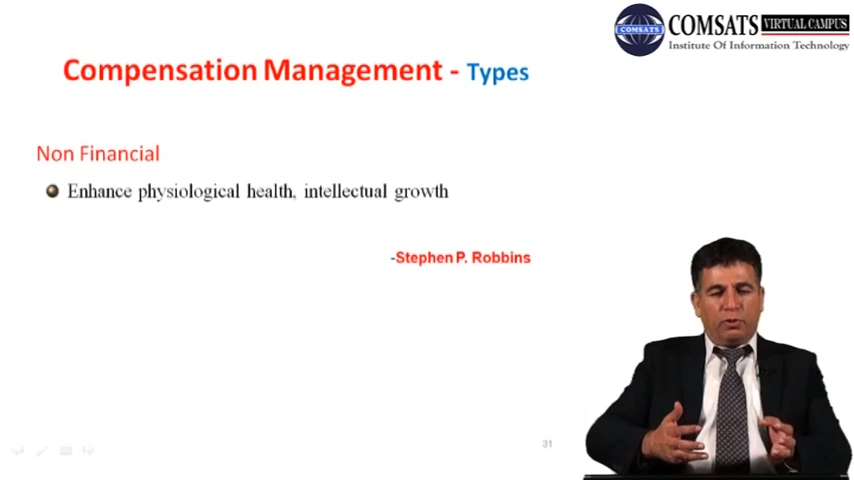 COMSATS VIRTUAL CAMPUS
COMSATS
Institute Of Information Technology
Compensation Management - Types
Non Financial
Enhance physiological health, intellectual growth
-Stephen P. Robbins
31